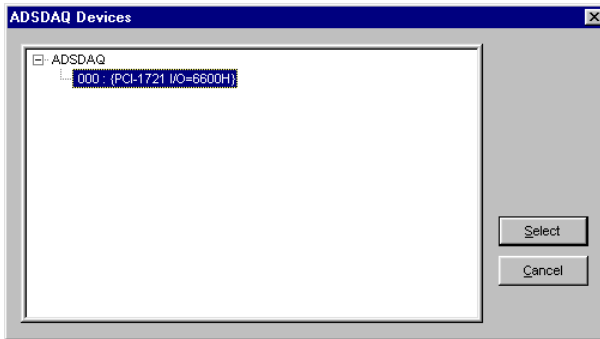 ADSDAQ Devices
ADSDAQ
000 : {PCI-1721 I/O=6600H}
Select
Cancel